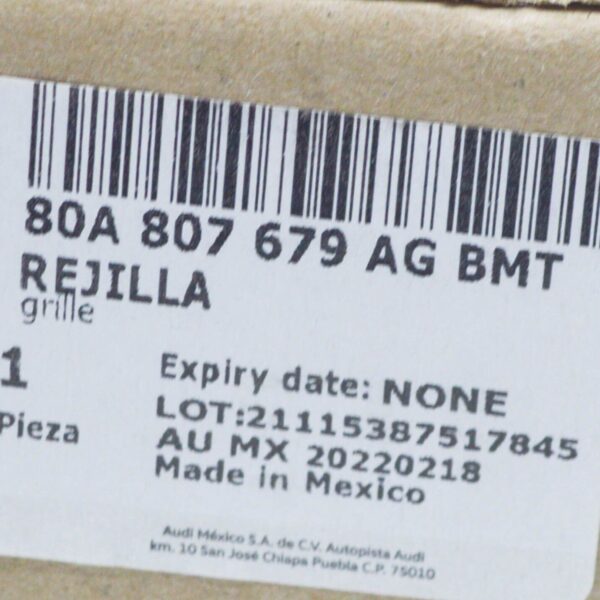 80A 807 679 AG BMT
REJILLA
grille
1
Pieza
Expiry date: NONE
LOT:21115387517845
AU MX 20220218
Made in Mexico
Audi México S.A. de C.V. Autopista Audi
km. 10 San José Chiapa Puebla C.P. 75010